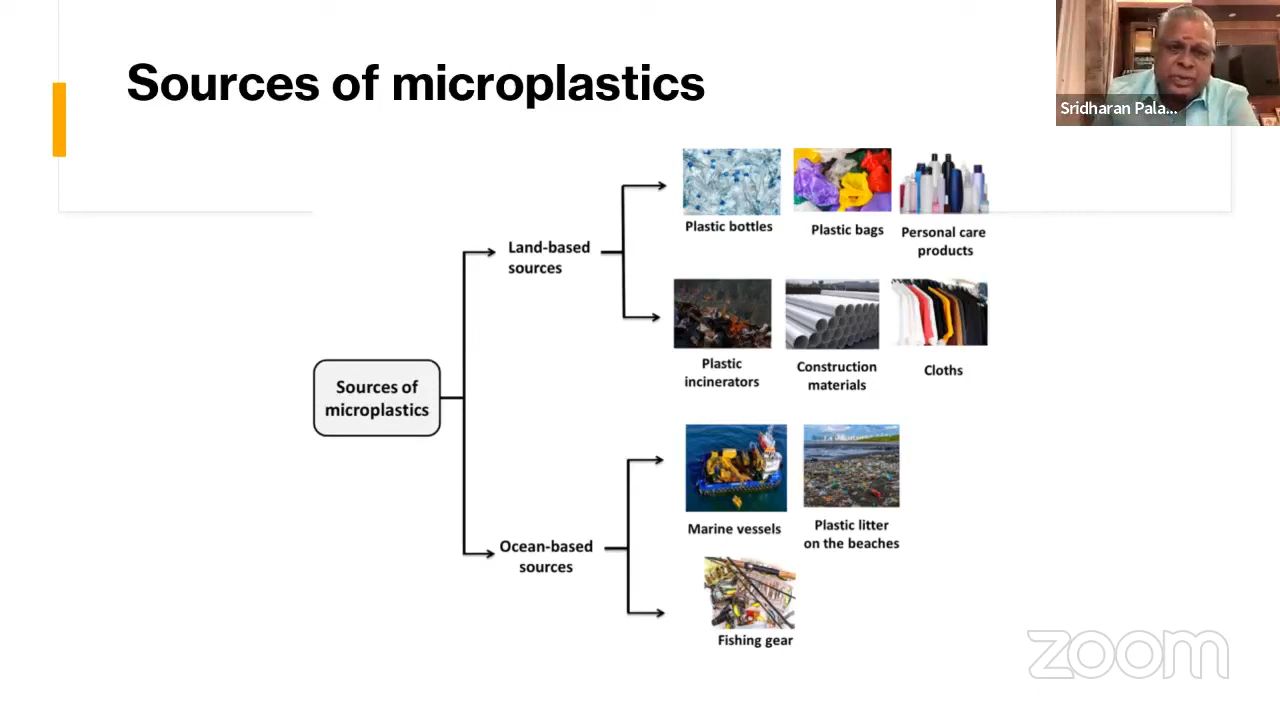 Sources of microplastics
Sridharan Pala...
Plastic bottles
Plastic bags
Personal care
products
Land-based
sources
Plastic
incinerators
Construction
materials
Cloths
Sources of
microplastics
Marine vessels
Plastic litter
on the beaches
Ocean-based
sources
Fishing gear
zoom